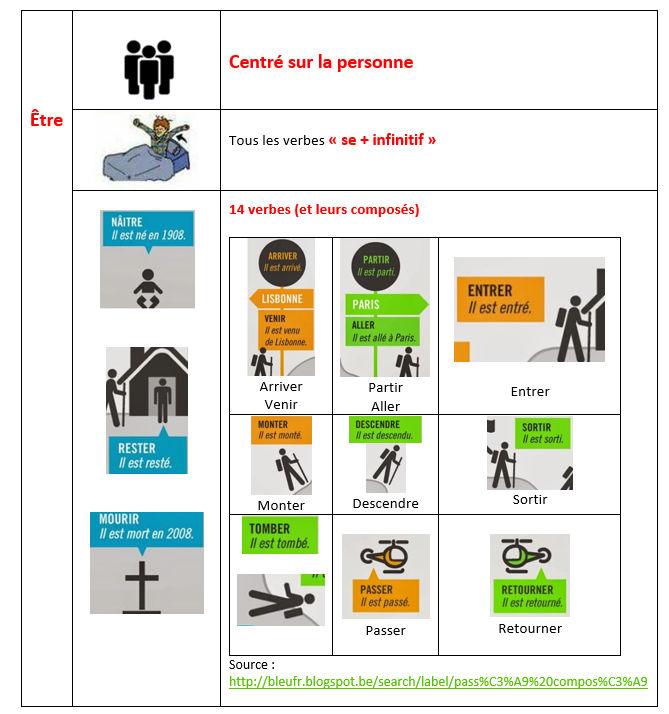 Être
Centré sur la personne
Tous les verbes « se + infinitif »
14 verbes (et leurs composés)
NÂITRE
Il est né en 1908.
RESTER
Il est resté.
MOURIR
Il est mort en 2008.
ARRIVER
Il est arrivé.
LISBONNE
VENIR
Il est venu
de Lisbonne.
Arriver
Venir
PARTIR
Il est parti.
PARIS
ALLER
Il est allé à Paris.
Partir
Aller
ENTRER
Il est entré.
Entrer
MONTER
Il est monté.
Monter
DESCENDRE
Il est descendu.
Descendre
SORTIR
Il est sorti.
Sortir
TOMBER
Il est tombé.
PASSER
Il est passé.
Passer
RETOURNER
Il est retourné.
Retourner
Source :
http://bleufr.blogspot.be/search/label/pass%C3%A9%20compos%C3%A9